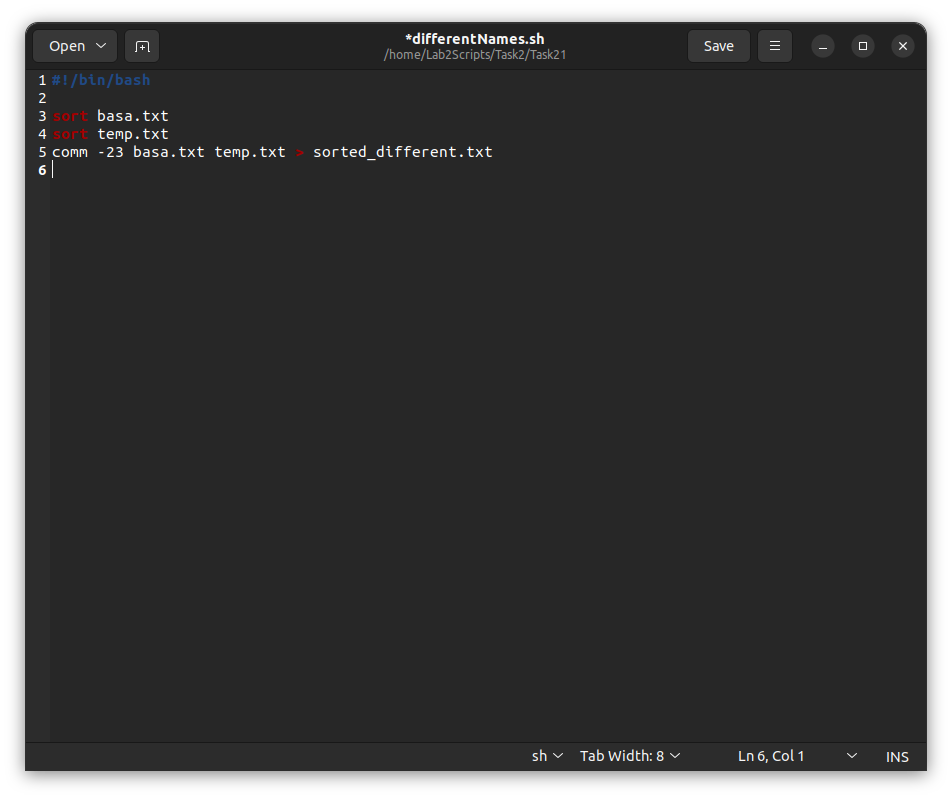 Open
*differentNames.sh
/home/Lab2Scripts/Task2/Task21
Save
1 #!/bin/bash
2
3 sort basa.txt
4 sort temp.txt
5 comm -23 basa.txt temp.txt > sorted_different.txt
6
sh Tab Width: 8 Ln 6, Col 1 INS